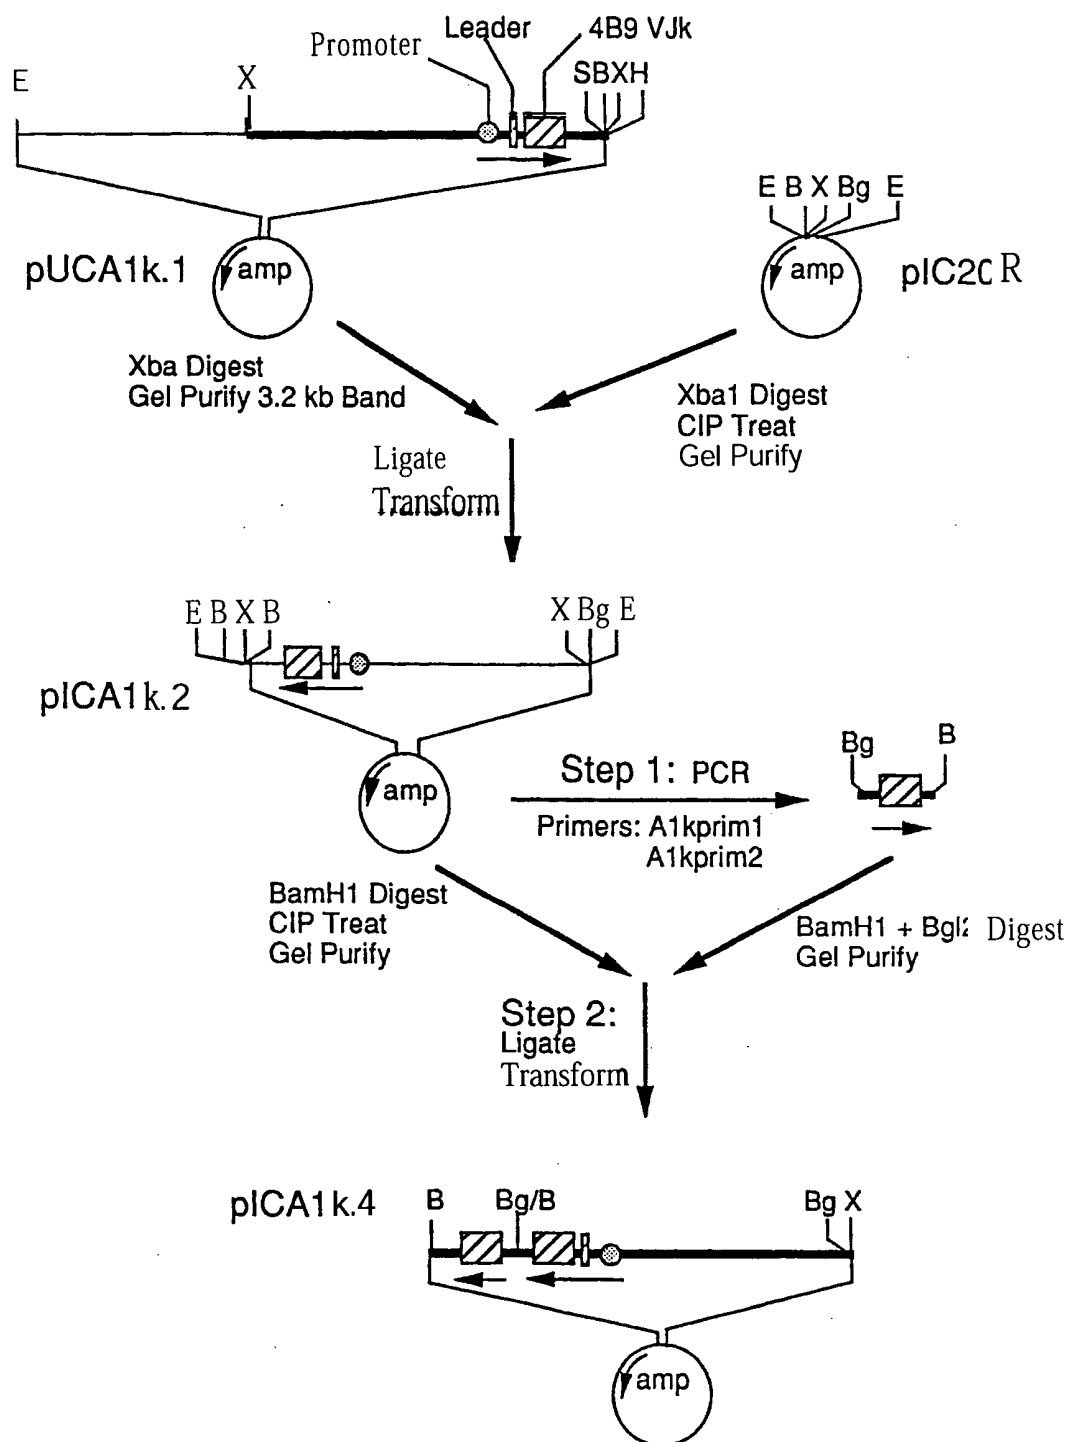 Promoter
Leader
4B9 VJk
E
X
SBXH
E B X Bg E
pUCA1k.1
amp
amp
pIC20 R
Xba Digest
Gel Purify 3.2 kb Band
Xba1 Digest
CIP Treat
Gel Purify
Ligate
Transform
E B X B
X Bg E
pICA1k.2
amp
Step 1: PCR
Primers: A1kprim1
A1kprim2
Bg
B
BamH1 Digest
CIP Treat
Gel Purify
BamH1 + Bgl2 Digest
Gel Purify
Step 2:
Ligate
Transform
pICA1k.4
B
Bg/B
Bg X
amp